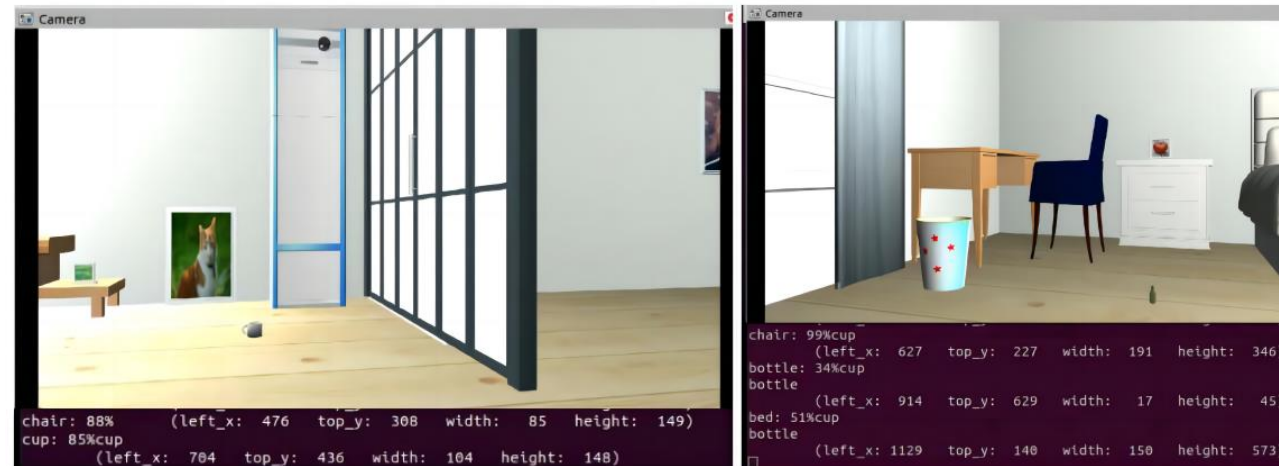 Camera
chair: 88% (left_x: 476 top_y: 308 width: 85 height: 149)
cup: 85%cup
(left_x: 704 top_y: 436 width: 104 height: 148)
Camera
chair: 99%cup
(left_x: 627 top_y: 227 width: 191 height: 346
bottle: 34%cup
bottle
(left_x: 914 top_y: 629 width: 17 height: 45
bed: 51%cup
bottle
(left_x: 1129 top_y: 140 width: 150 height: 573